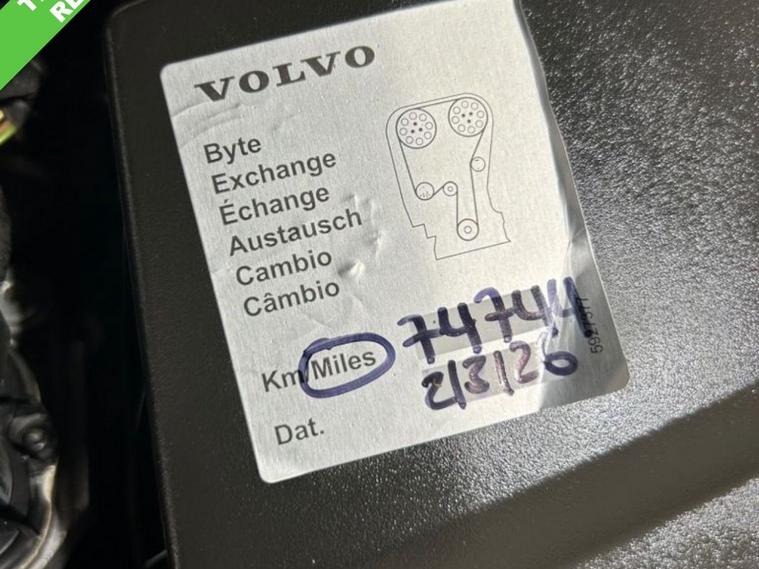 VOLVO
Byte
Exchange
Échange
Austausch
Cambio
Câmbio
Km/Miles 74744
Dat. 2/3/26